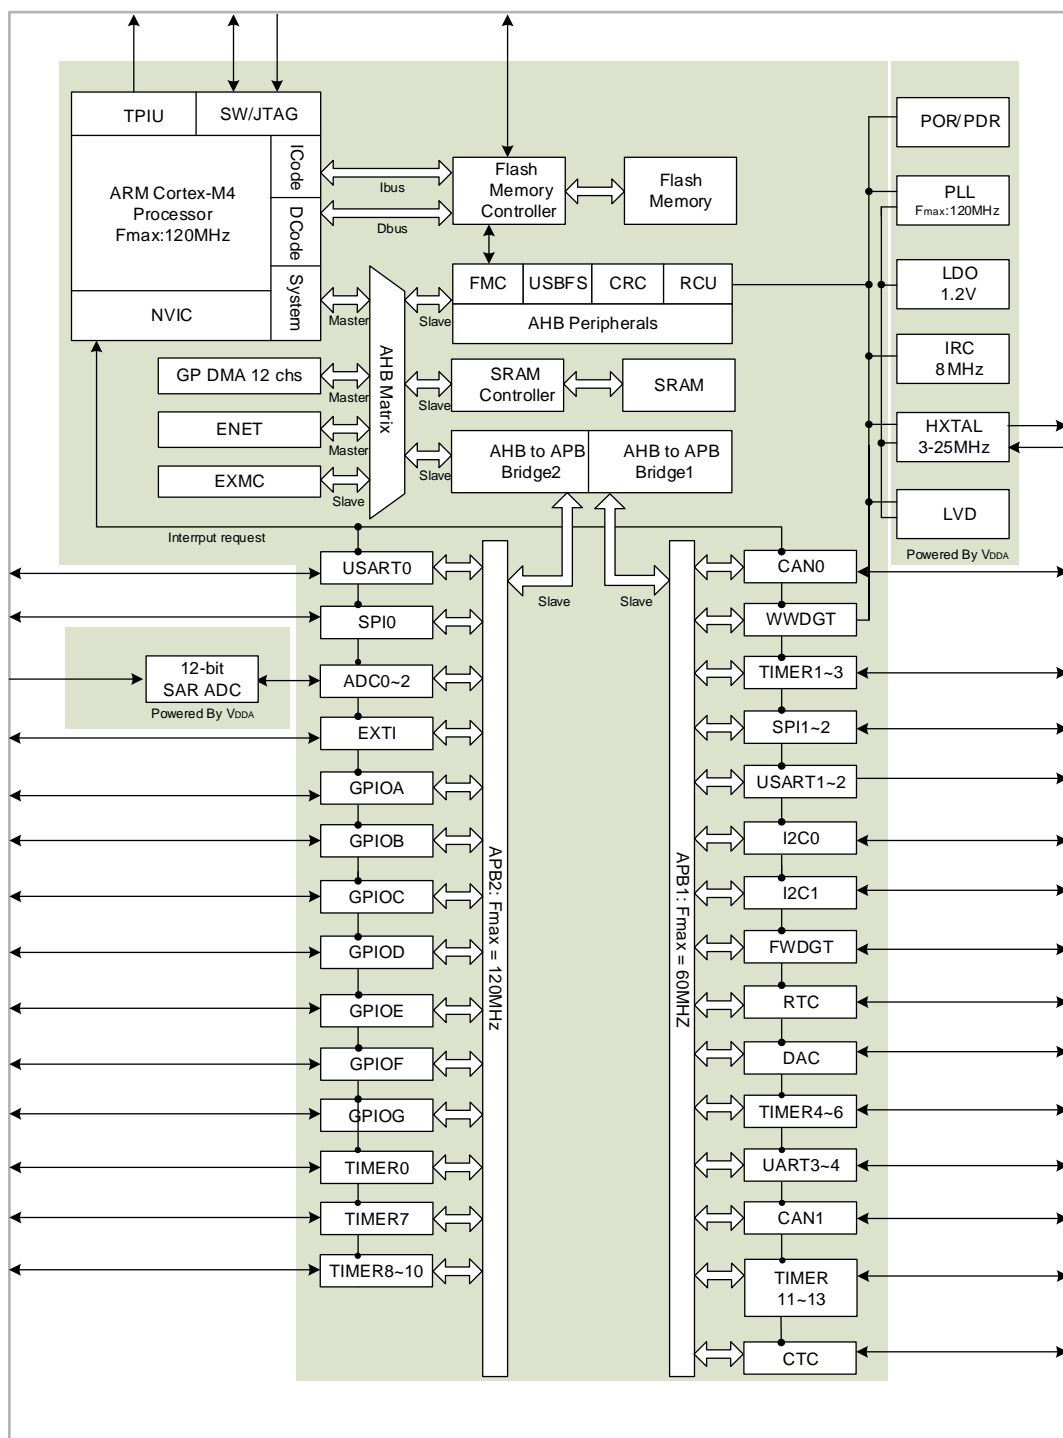 TPIU
SW/JTAG
ICode
DCode
System
ARM Cortex-M4
Processor
Fmax:120MHz
NVIC
Ibus
Dbus
Flash
Memory
Controller
Flash
Memory
FMC
USBFS
CRC
RCU
AHB Peripherals
Master
Slave
AHB Matrix
GP DMA 12 chs
Master
Slave
SRAM
Controller
SRAM
ENET
Master
EXMC
Slave
Slave
AHB to APB
Bridge2
AHB to APB
Bridge1
POR/PDR
PLL
Fmax:120MHz
LDO
1.2V
IRC
8MHz
HXTAL
3-25MHz
LVD
Powered By VDDA
Interrput request
Slave
Slave
USART0
SPI0
12-bit
SAR ADC
Powered By VDDA
ADC0~2
EXTI
GPIOA
GPIOB
GPIOC
GPIOD
GPIOE
GPIOF
GPIOG
TIMER0
TIMER7
TIMER8~10
APB2: Fmax = 120MHz
APB1: Fmax = 60MHZ
CAN0
WWDGT
TIMER1~3
SPI1~2
USART1~2
I2C0
I2C1
FWDGT
RTC
DAC
TIMER4~6
UART3~4
CAN1
TIMER
11~13
CTC